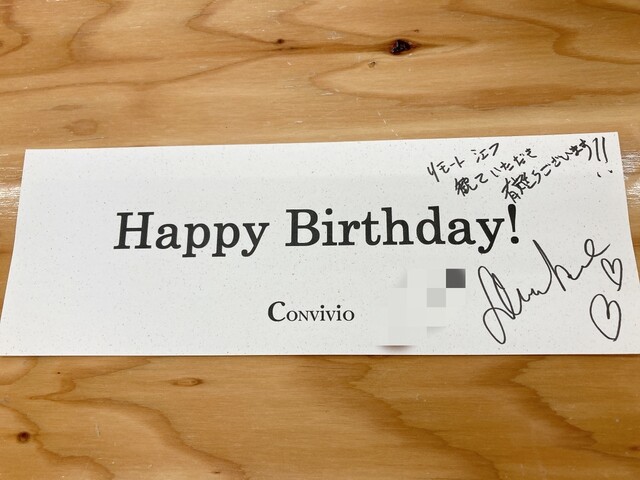 リモート シェフ
観ていただき
有難うございます!!
Happy Birthday!
CONVIVIO